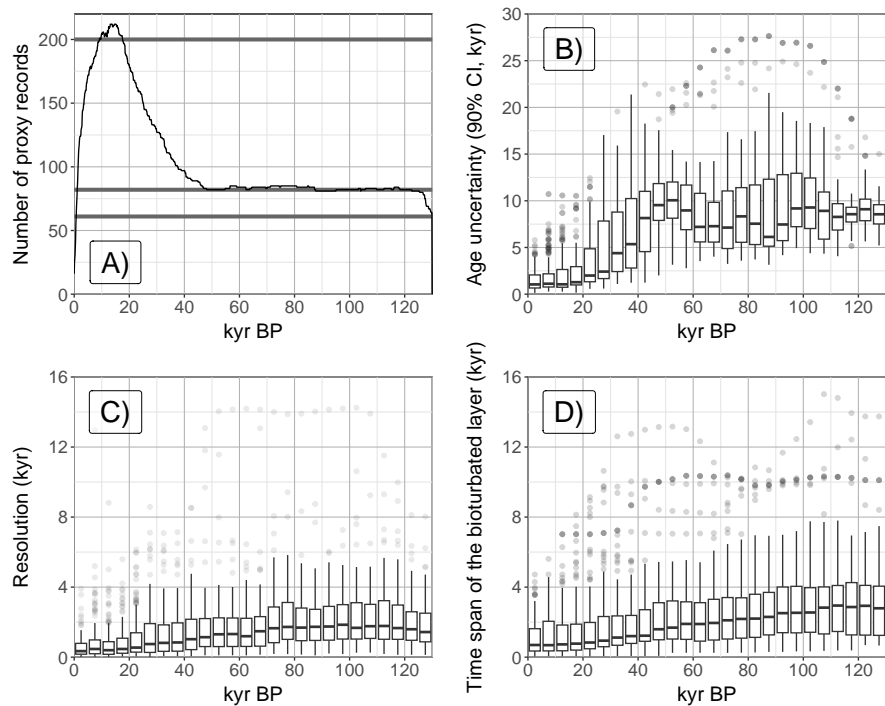 Number of proxy records
200
150
100
50
0
A)
0 20 40 60 80 100 120
kyr BP
Age uncertainty (90% CI, kyr)
30
25
20
15
10
5
0
B)
0 20 40 60 80 100 120
kyr BP
Resolution (kyr)
16
12
8
4
0
C)
0 20 40 60 80 100 120
kyr BP
Time span of the bioturbated layer (kyr)
16
12
8
4
0
D)
0 20 40 60 80 100 120
kyr BP